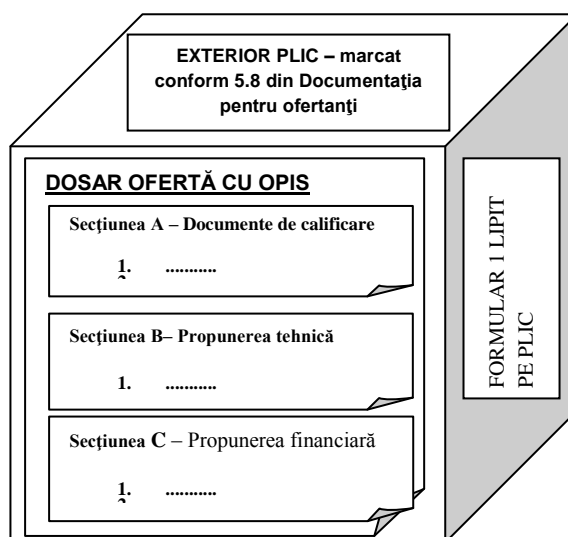 EXTERIOR PLIC – marcat
conform 5.8 din Documentaţia
pentru ofertanţi
DOSAR OFERTĂ CU OPIS
Secţiunea A – Documente de calificare
1. ...........
Secţiunea B– Propunerea tehnică
1. ...........
Secţiunea C – Propunerea financiară
1. ...........
FORMULAR 1 LIPIT
PE PLIC